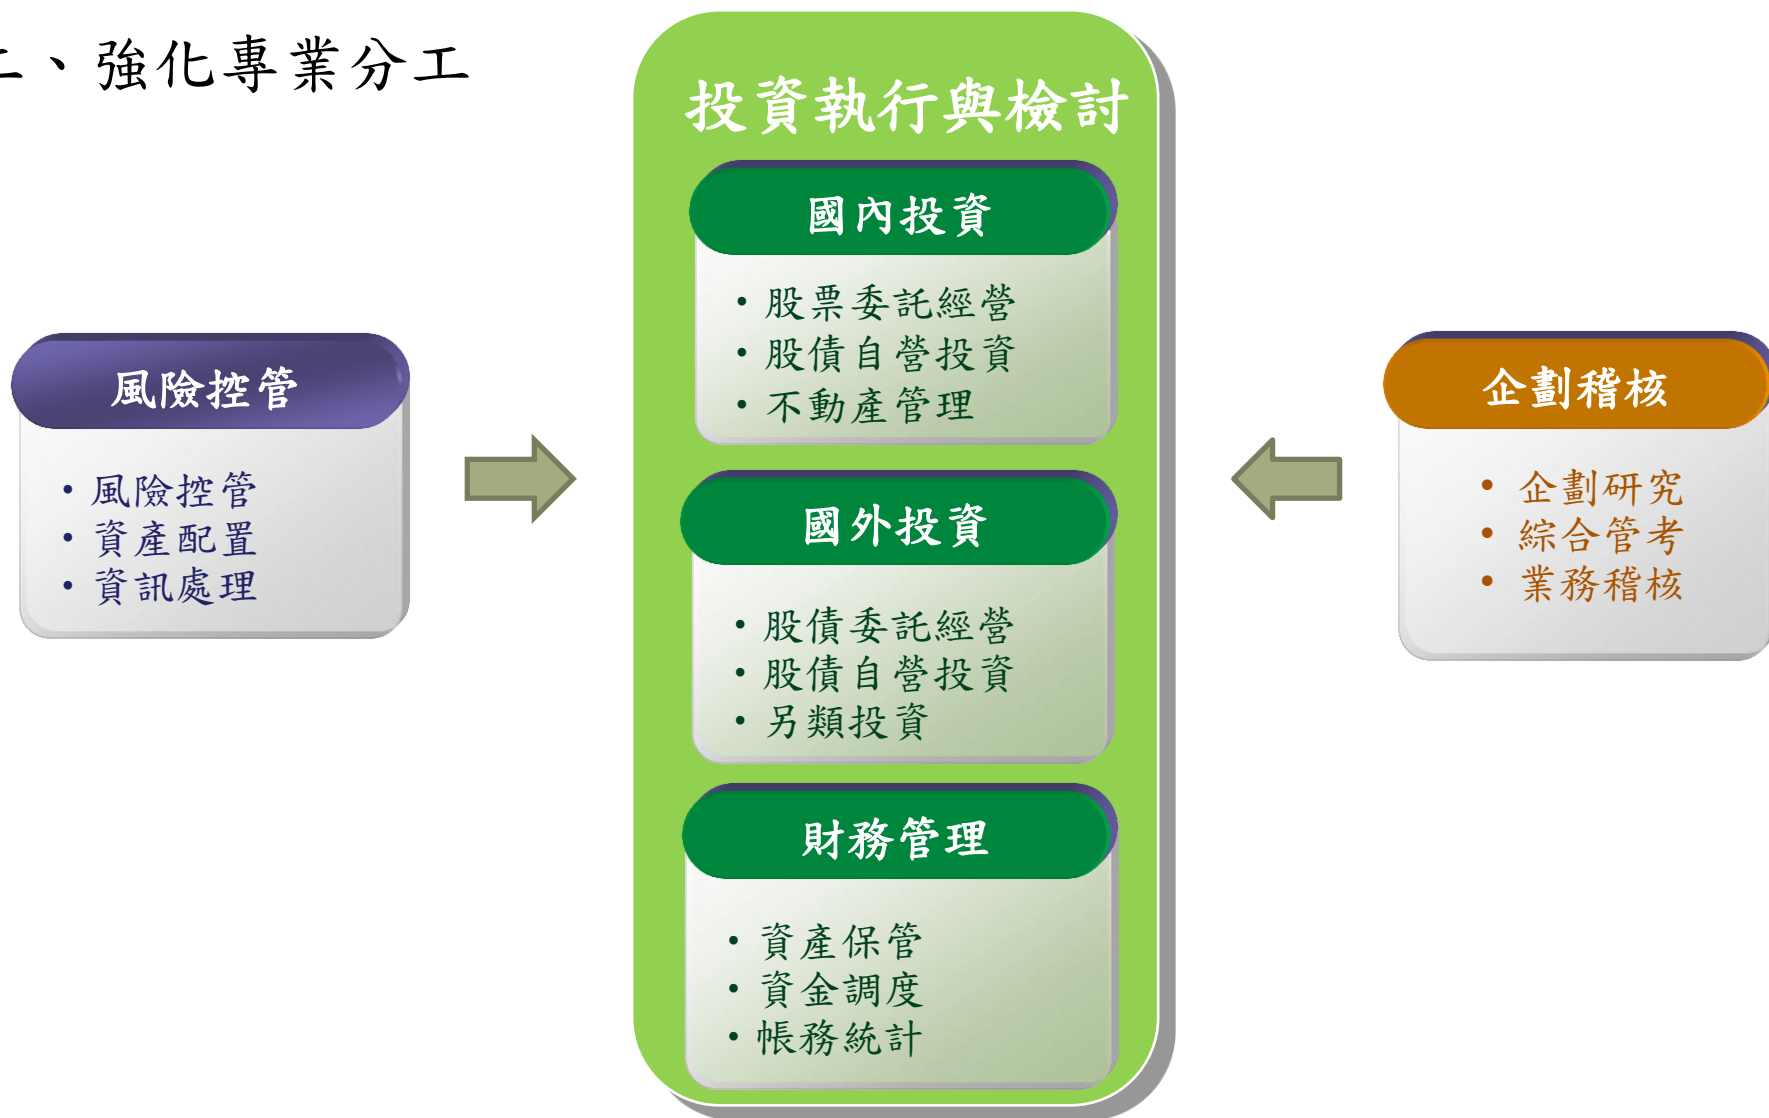 二、強化專業分工
投資執行與檢討
國內投資
・股票委託經營
・股債自營投資
・不動產管理
風險控管
・風險控管
・資產配置
・資訊處理
國外投資
・股債委託經營
・股債自營投資
・另類投資
財務管理
・資產保管
・資金調度
・帳務統計
企劃稽核
• 企劃研究
• 綜合管考
• 業務稽核